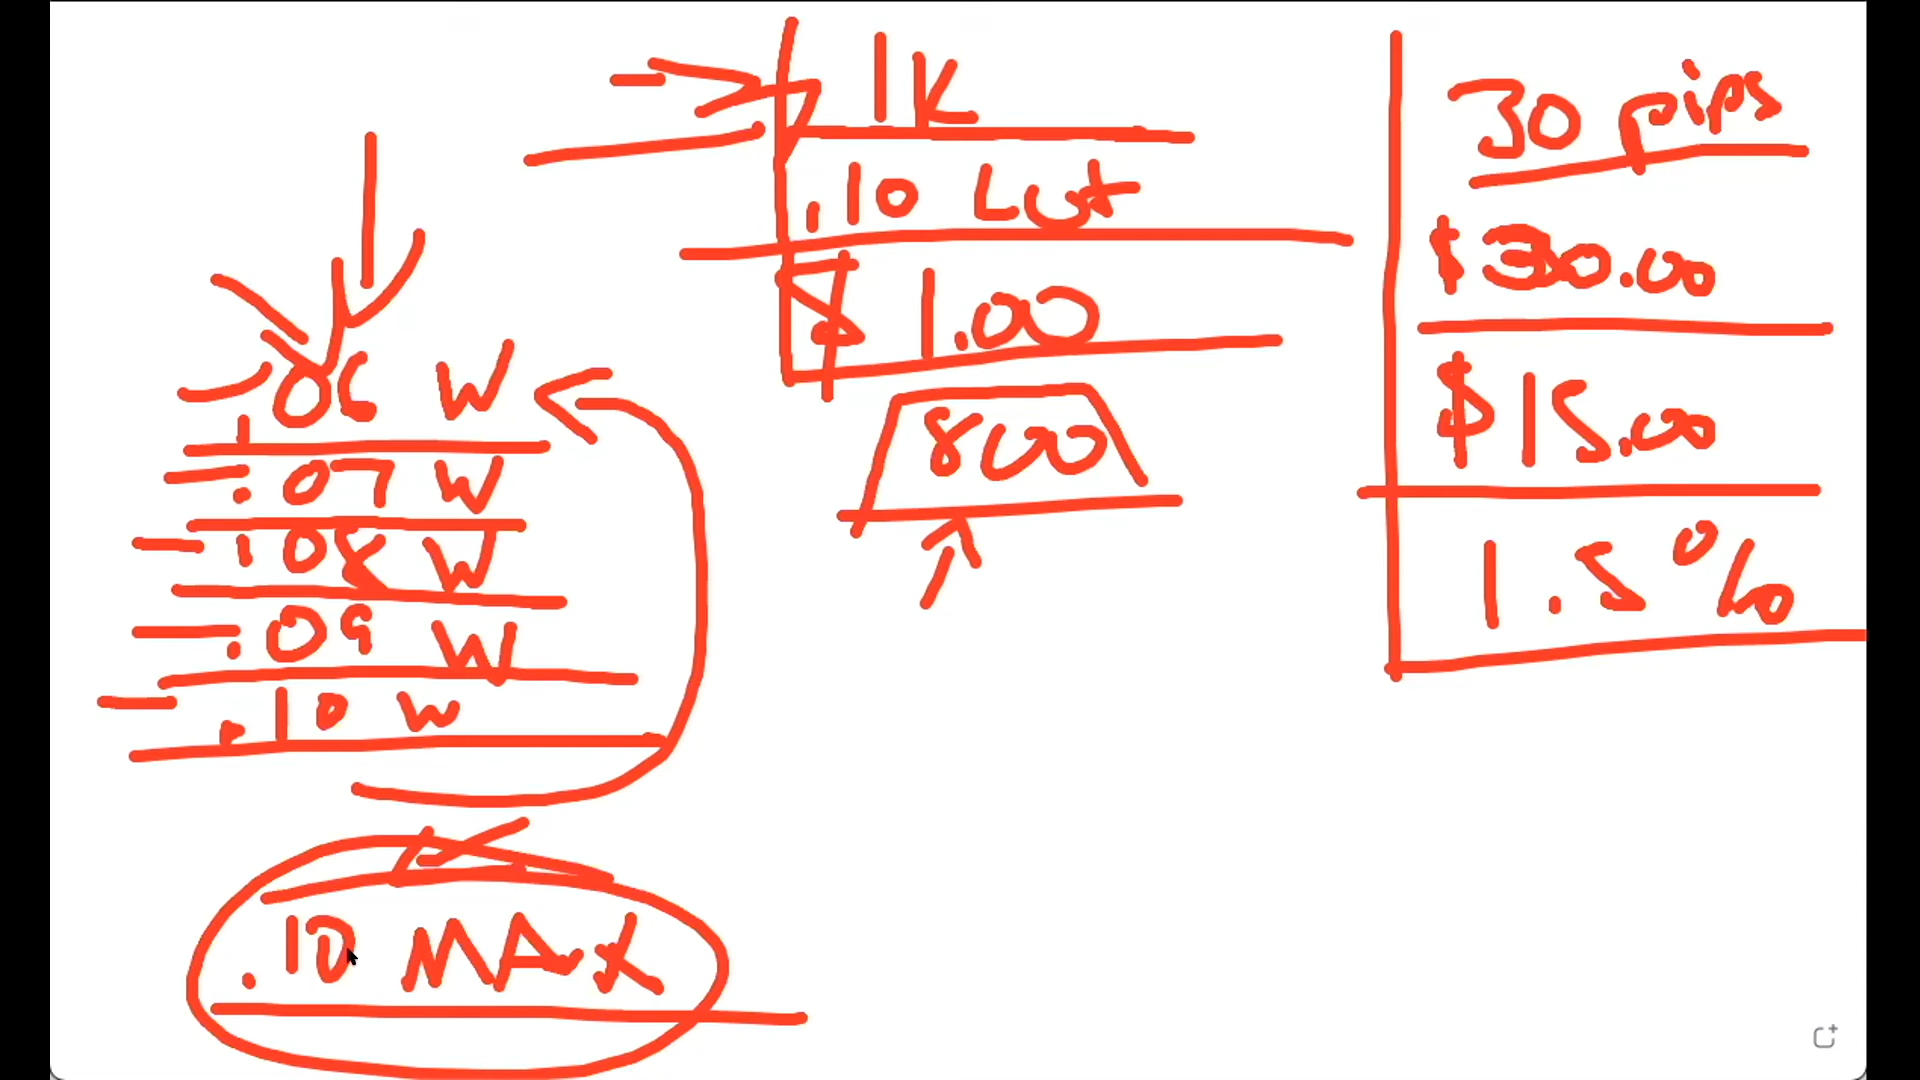 1K
.10 Lot
$ 1.00
800
.06 W
.07 W
.08 W
.09 W
.10 W
.10 MAX
30 pips
$30.00
$15.00
1.5%